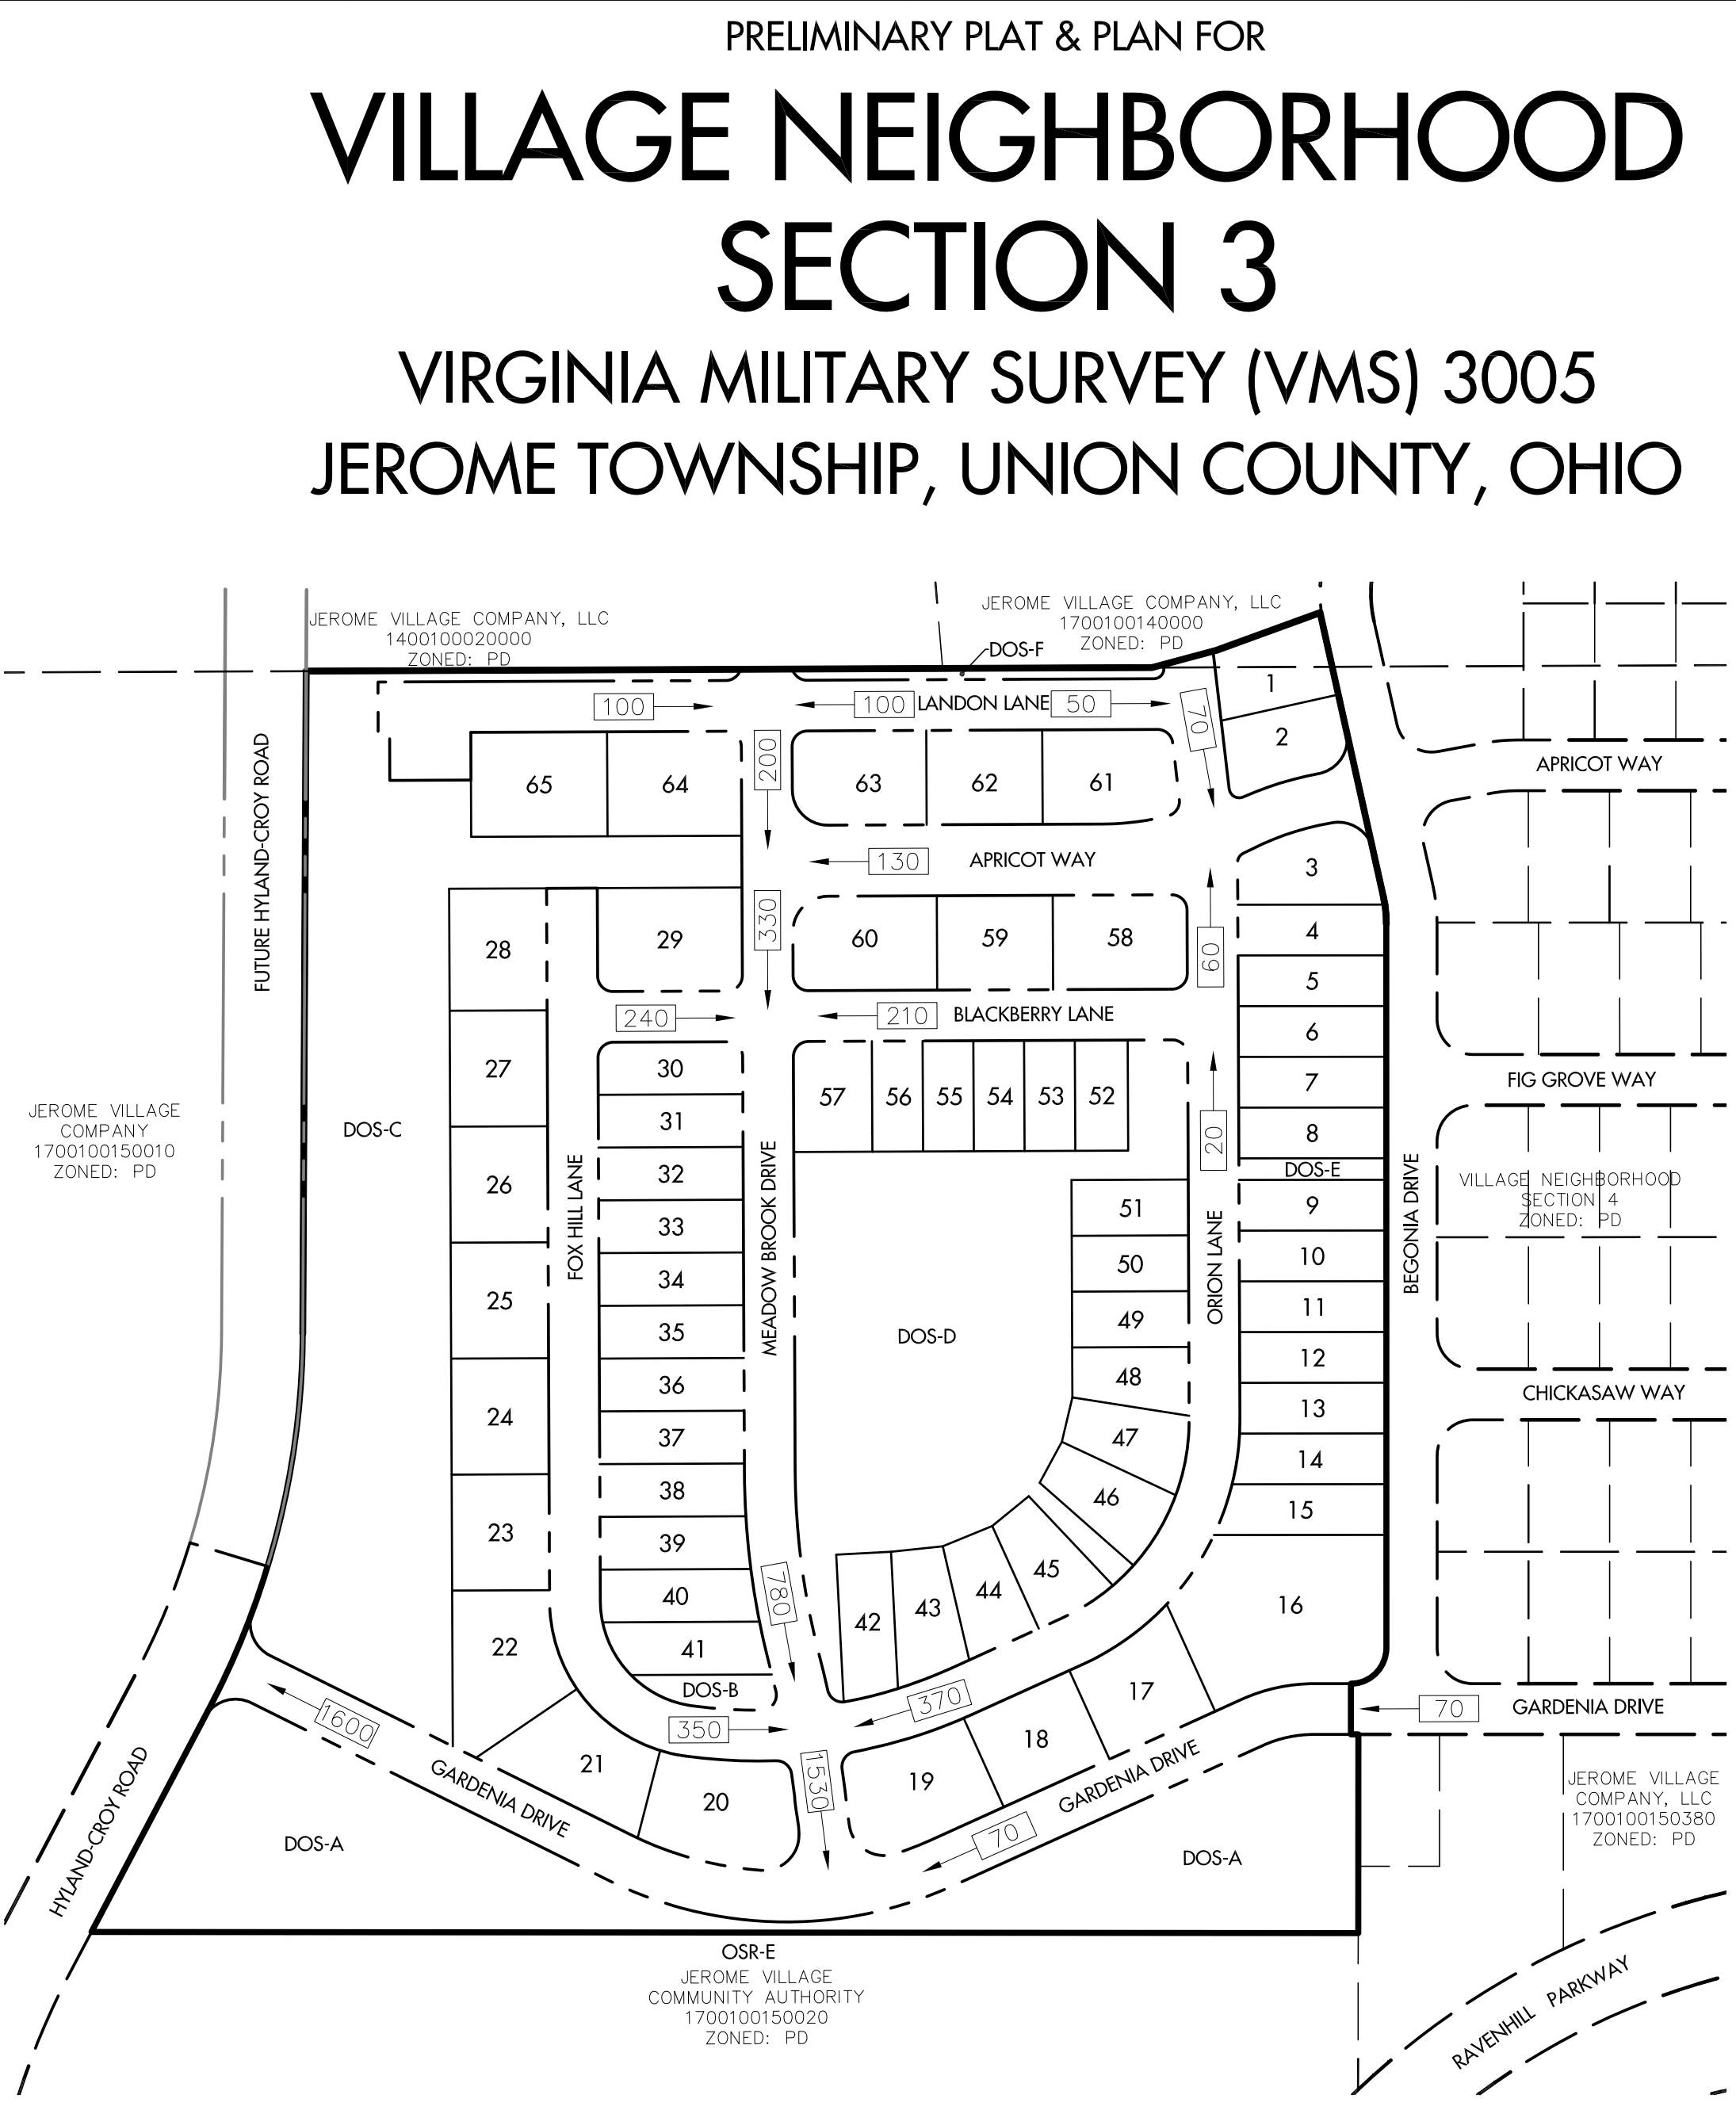 PRELIMINARY PLAT & PLAN FOR
VILLAGE NEIGHBORHOOD
SECTION 3
VIRGINIA MILITARY SURVEY (VMS) 3005
JEROME TOWNSHIP, UNION COUNTY, OHIO
JEROME VILLAGE COMPANY, LLC
1400100020000
ZONED: PD
JEROME VILLAGE COMPANY, LLC
1700100140000
ZONED: PD
DOS-F
1
100
100
LANDON LANE
50
70
2
APRICOT WAY
FUTURE HYLAND-CROY ROAD
200
65
64
63
62
61
130
APRICOT WAY
3
28
29
330
60
59
58
60
4
5
240
210
BLACKBERRY LANE
6
27
30
57
56
55
54
53
52
7
FIG GROVE WAY
JEROME VILLAGE
COMPANY
1700100150010
ZONED: PD
DOS-C
31
20
8
DOS-E
26
32
FOX HILL LANE
MEADOW BROOK DRIVE
51
ORION LANE
9
BEGONIA DRIVE
VILLAGE NEIGHBORHOOD
SECTION 4
ZONED: PD
33
50
10
25
34
49
11
35
DOS-D
12
24
36
48
CHICKASAW WAY
37
47
13
14
23
38
46
15
39
45
40
780
42
43
44
16
22
41
DOS-B
17
1600
350
370
70
GARDENIA DRIVE
21
18
GARDENIA DRIVE
1530
19
GARDENIA DRIVE
20
70
HYLAND-CROY ROAD
DOS-A
DOS-A
JEROME VILLAGE
COMPANY, LLC
1700100150380
ZONED: PD
OSR-E
JEROME VILLAGE
COMMUNITY AUTHORITY
1700100150020
ZONED: PD
RAVENHILL PARKWAY